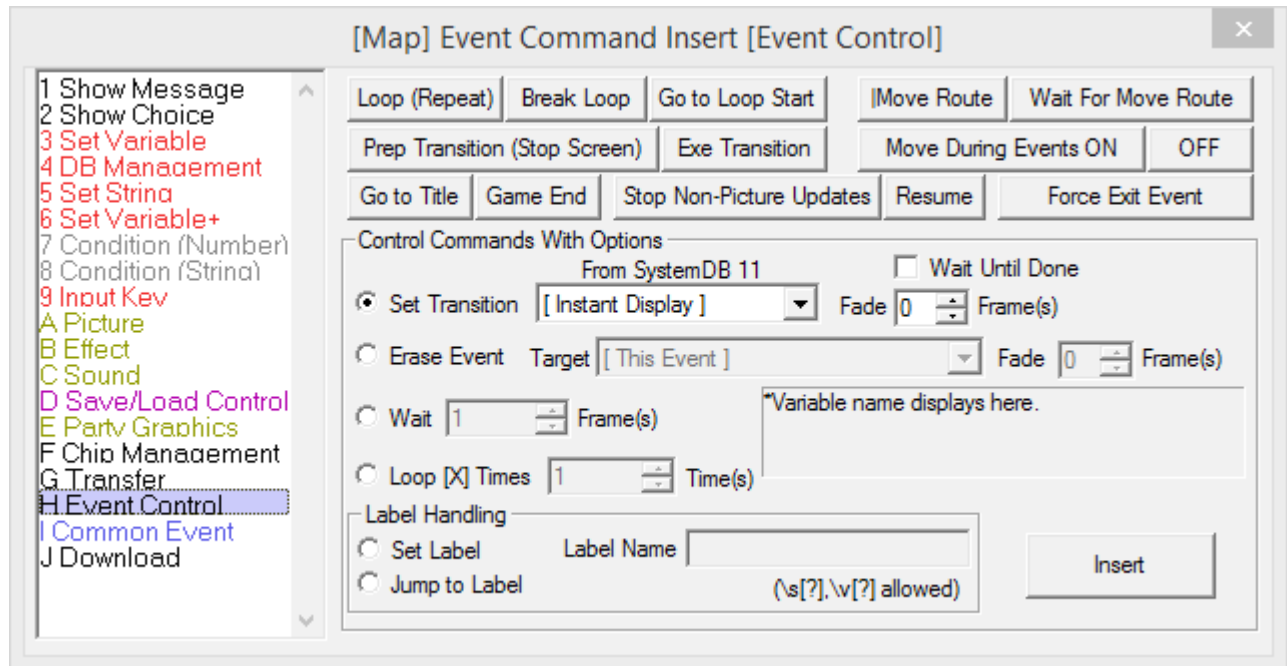 [Map] Event Command Insert [Event Control]
1 Show Message
2 Show Choice
3 Set Variable
4 DB Management
5 Set String
6 Set Variable+
7 Condition (Number)
8 Condition (String)
9 Input Key
A Picture
B Effect
C Sound
D Save/Load Control
E Party Graphics
F Chip Management
G Transfer
H Event Control
I Common Event
J Download
Loop (Repeat) Break Loop Go to Loop Start |Move Route Wait For Move Route
Prep Transition (Stop Screen) Exe Transition Move During Events ON OFF
Go to Title Game End Stop Non-Picture Updates Resume Force Exit Event
Control Commands With Options
From SystemDB 11 Wait Until Done
Set Transition [ Instant Display ] Fade 0 Frame(s)
Erase Event Target [ This Event ] Fade 0 Frame(s)
Wait 1 Frame(s) *Variable name displays here.
Loop [X] Times 1 Time(s)
Label Handling
Set Label Label Name
Jump to Label (\s[?],\v[?] allowed)
Insert